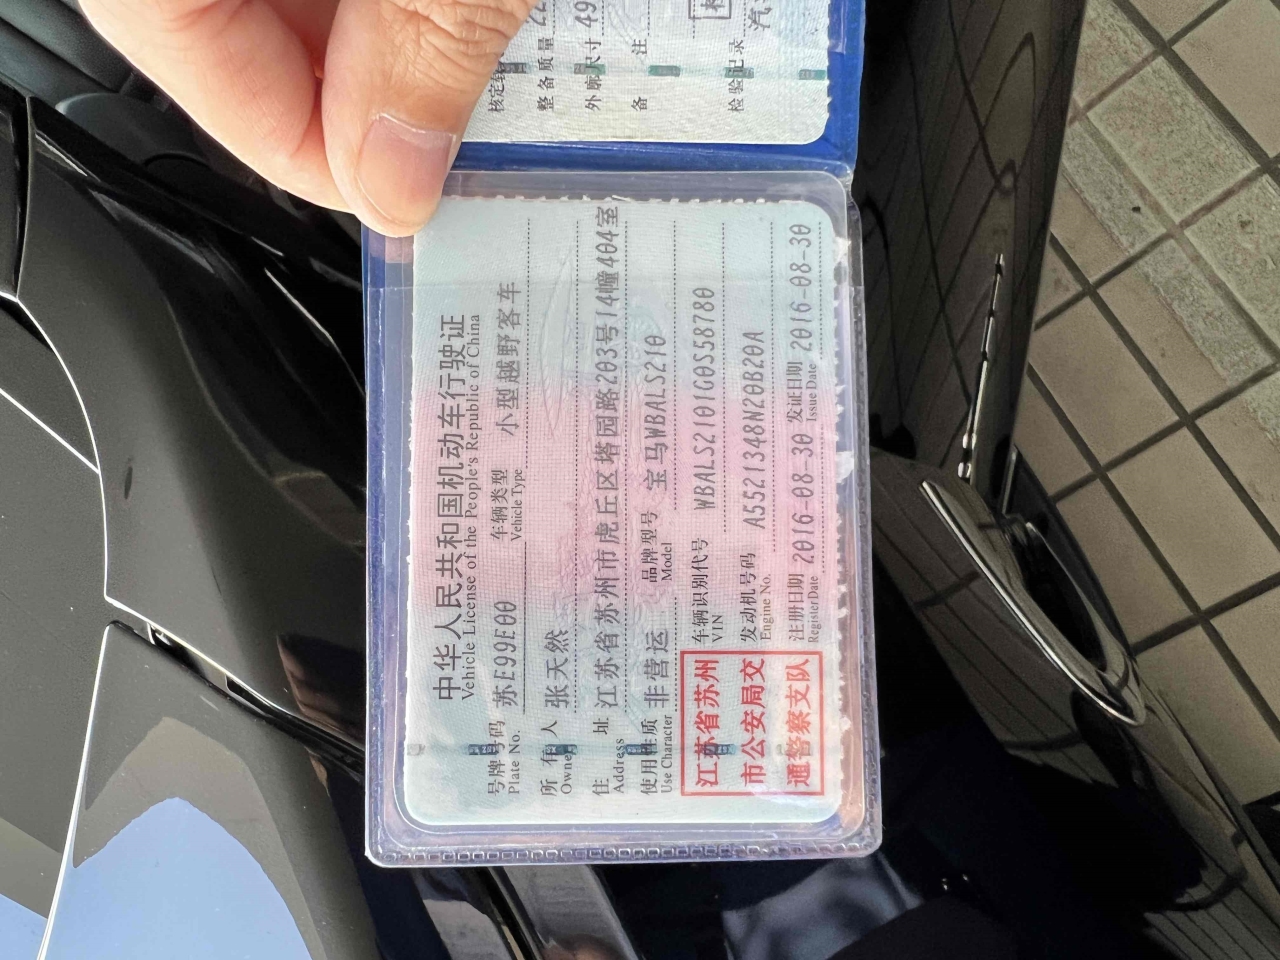 中华人民共和国机动车行驶证
Vehicle License of the People's Republic of China
号牌号码 苏E99E00 车辆类型 小型越野客车
Plate No. Vehicle Type
所有人 张天然
Owner
住址 江苏省苏州市虎丘区塔园路203号14幢404室
Address
使用性质 非营运 品牌型号 宝马WBALS210
Use Character Model
江苏省苏州
市公安局交
通警察支队
车辆识别代号 WBALS2101G0S58780
VIN
发动机号码 A5521348N20B20A
Engine No.
注册日期 2016-08-30 发证日期 2016-08-30
Register Date Issue Date
核定载
整备质量
外廓尺寸 49
备注
检验记录